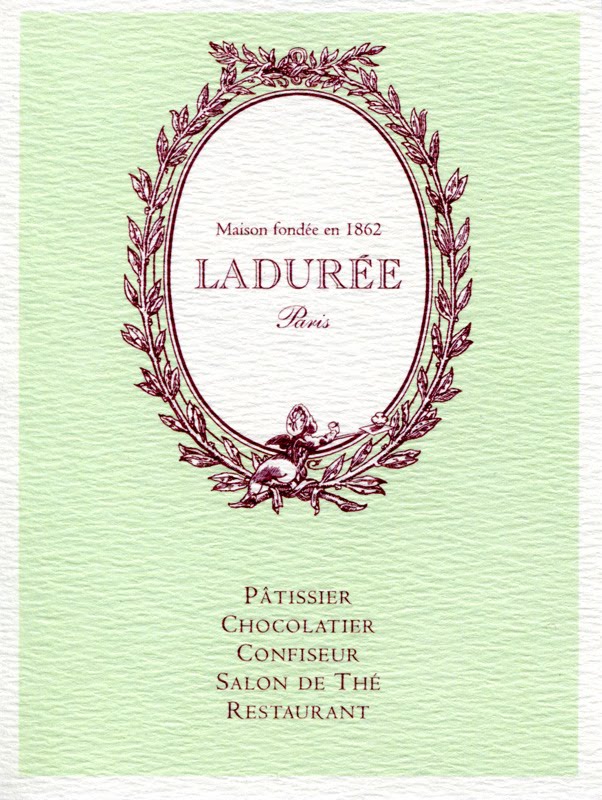 Maison fondée en 1862
LADURÉE
Paris
PÂTISSIER
CHOCOLATIER
CONFISEUR
SALON DE THÉ
RESTAURANT